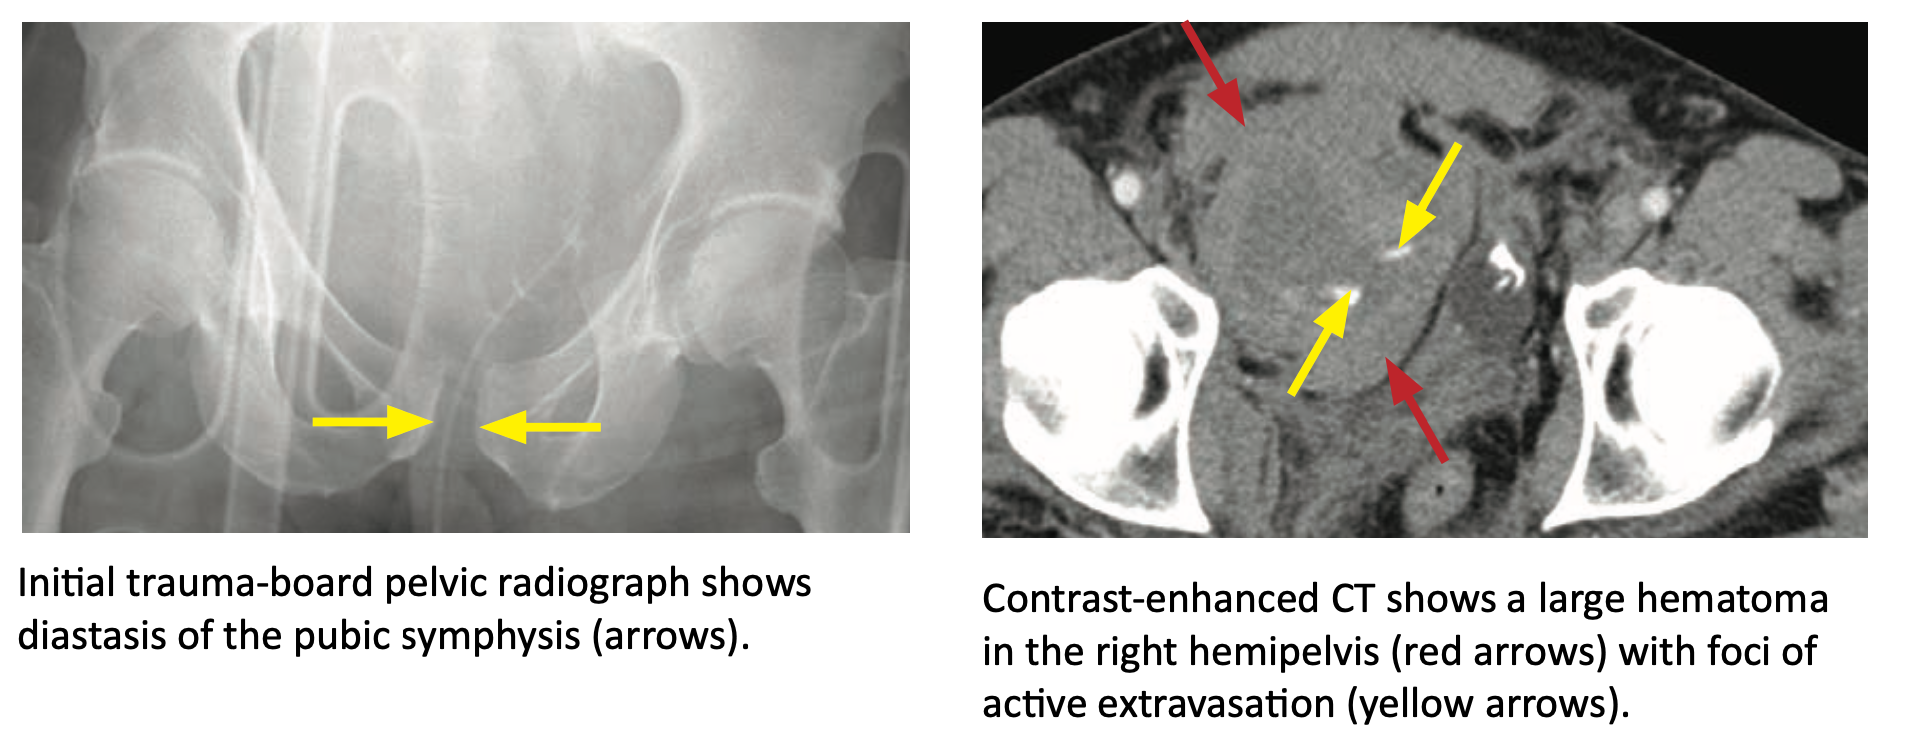 Initial trauma-board pelvic radiograph shows
diastasis of the pubic symphysis (arrows).
Contrast-enhanced CT shows a large hematoma
in the right hemipelvis (red arrows) with foci of
active extravasation (yellow arrows).